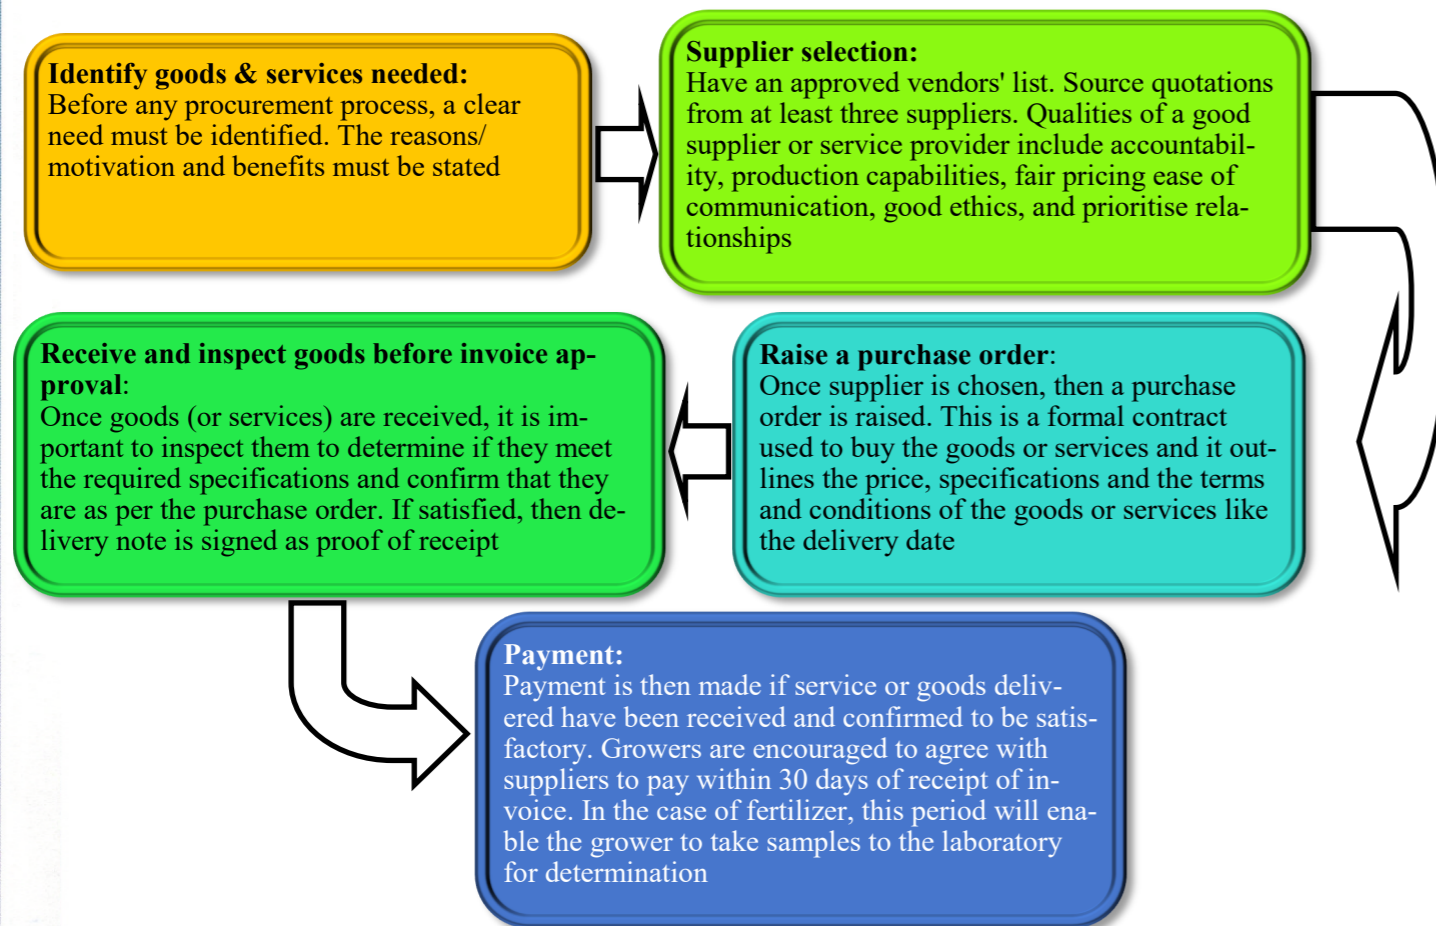 Identify goods & services needed:
Before any procurement process, a clear
need must be identified. The reasons/
motivation and benefits must be stated
Supplier selection:
Have an approved vendors' list. Source quotations
from at least three suppliers. Qualities of a good
supplier or service provider include accountabil-
ity, production capabilities, fair pricing ease of
communication, good ethics, and prioritise rela-
tionships
Raise a purchase order:
Once supplier is chosen, then a purchase
order is raised. This is a formal contract
used to buy the goods or services and it out-
lines the price, specifications and the terms
and conditions of the goods or services like
the delivery date
Receive and inspect goods before invoice ap-
proval:
Once goods (or services) are received, it is im-
portant to inspect them to determine if they meet
the required specifications and confirm that they
are as per the purchase order. If satisfied, then de-
livery note is signed as proof of receipt
Payment:
Payment is then made if service or goods deliv-
ered have been received and confirmed to be satis-
factory. Growers are encouraged to agree with
suppliers to pay within 30 days of receipt of in-
voice. In the case of fertilizer, this period will ena-
ble the grower to take samples to the laboratory
for determination